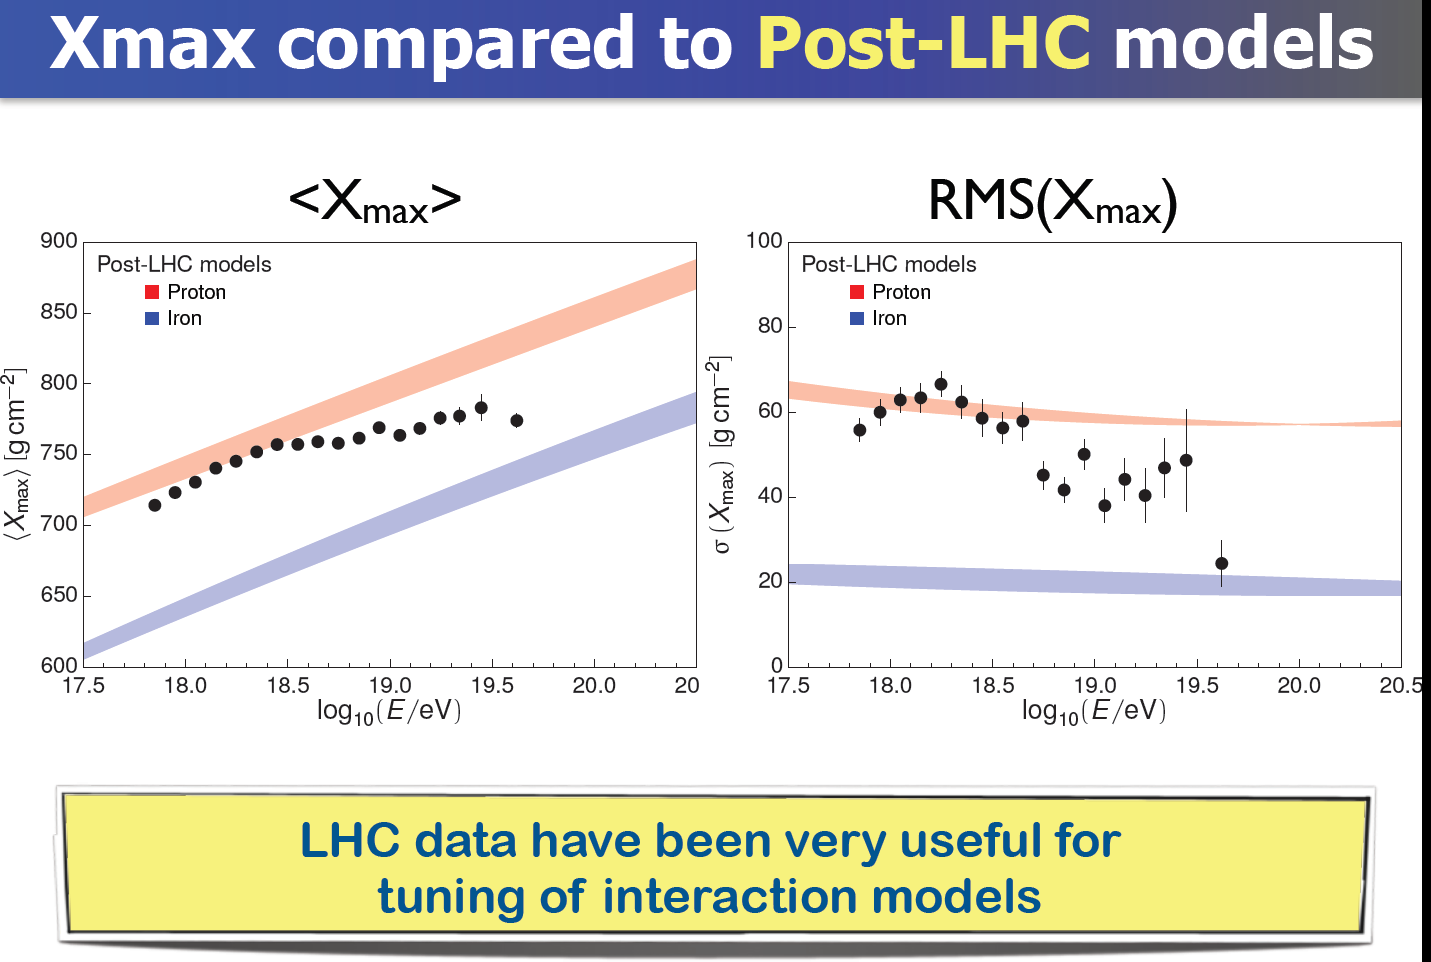 Xmax compared to Post-LHC models
<Xmax>
RMS(Xmax)
900
850
800
750
700
650
600
Post-LHC models
Proton
Iron
⟨Xmax⟩ [g cm−2]
17.5 18.0 18.5 19.0 19.5 20.0 20
log10(E/eV)
100
80
60
40
20
0
Post-LHC models
Proton
Iron
σ (Xmax) [g cm−2]
17.5 18.0 18.5 19.0 19.5 20.0 20.5
log10(E/eV)
LHC data have been very useful for
tuning of interaction models